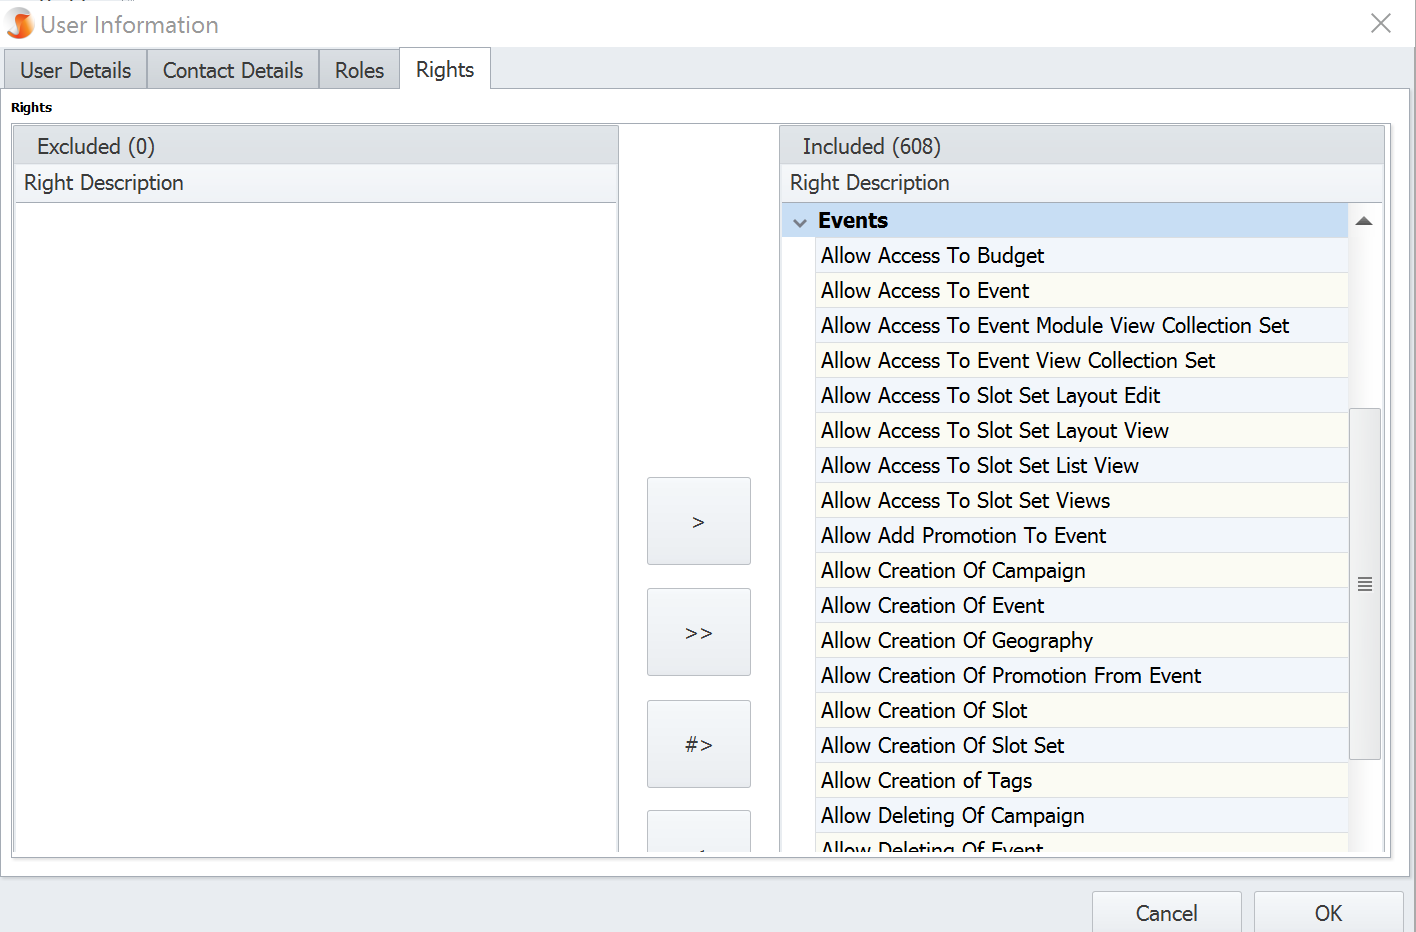 User Information
User Details
Contact Details
Roles
Rights
Rights
Excluded (0)
Right Description
>
>>
#>
Included (608)
Right Description
Events
Allow Access To Budget
Allow Access To Event
Allow Access To Event Module View Collection Set
Allow Access To Event View Collection Set
Allow Access To Slot Set Layout Edit
Allow Access To Slot Set Layout View
Allow Access To Slot Set List View
Allow Access To Slot Set Views
Allow Add Promotion To Event
Allow Creation Of Campaign
Allow Creation Of Event
Allow Creation Of Geography
Allow Creation Of Promotion From Event
Allow Creation Of Slot
Allow Creation Of Slot Set
Allow Creation of Tags
Allow Deleting Of Campaign
Allow Deleting Of Event
Cancel
OK